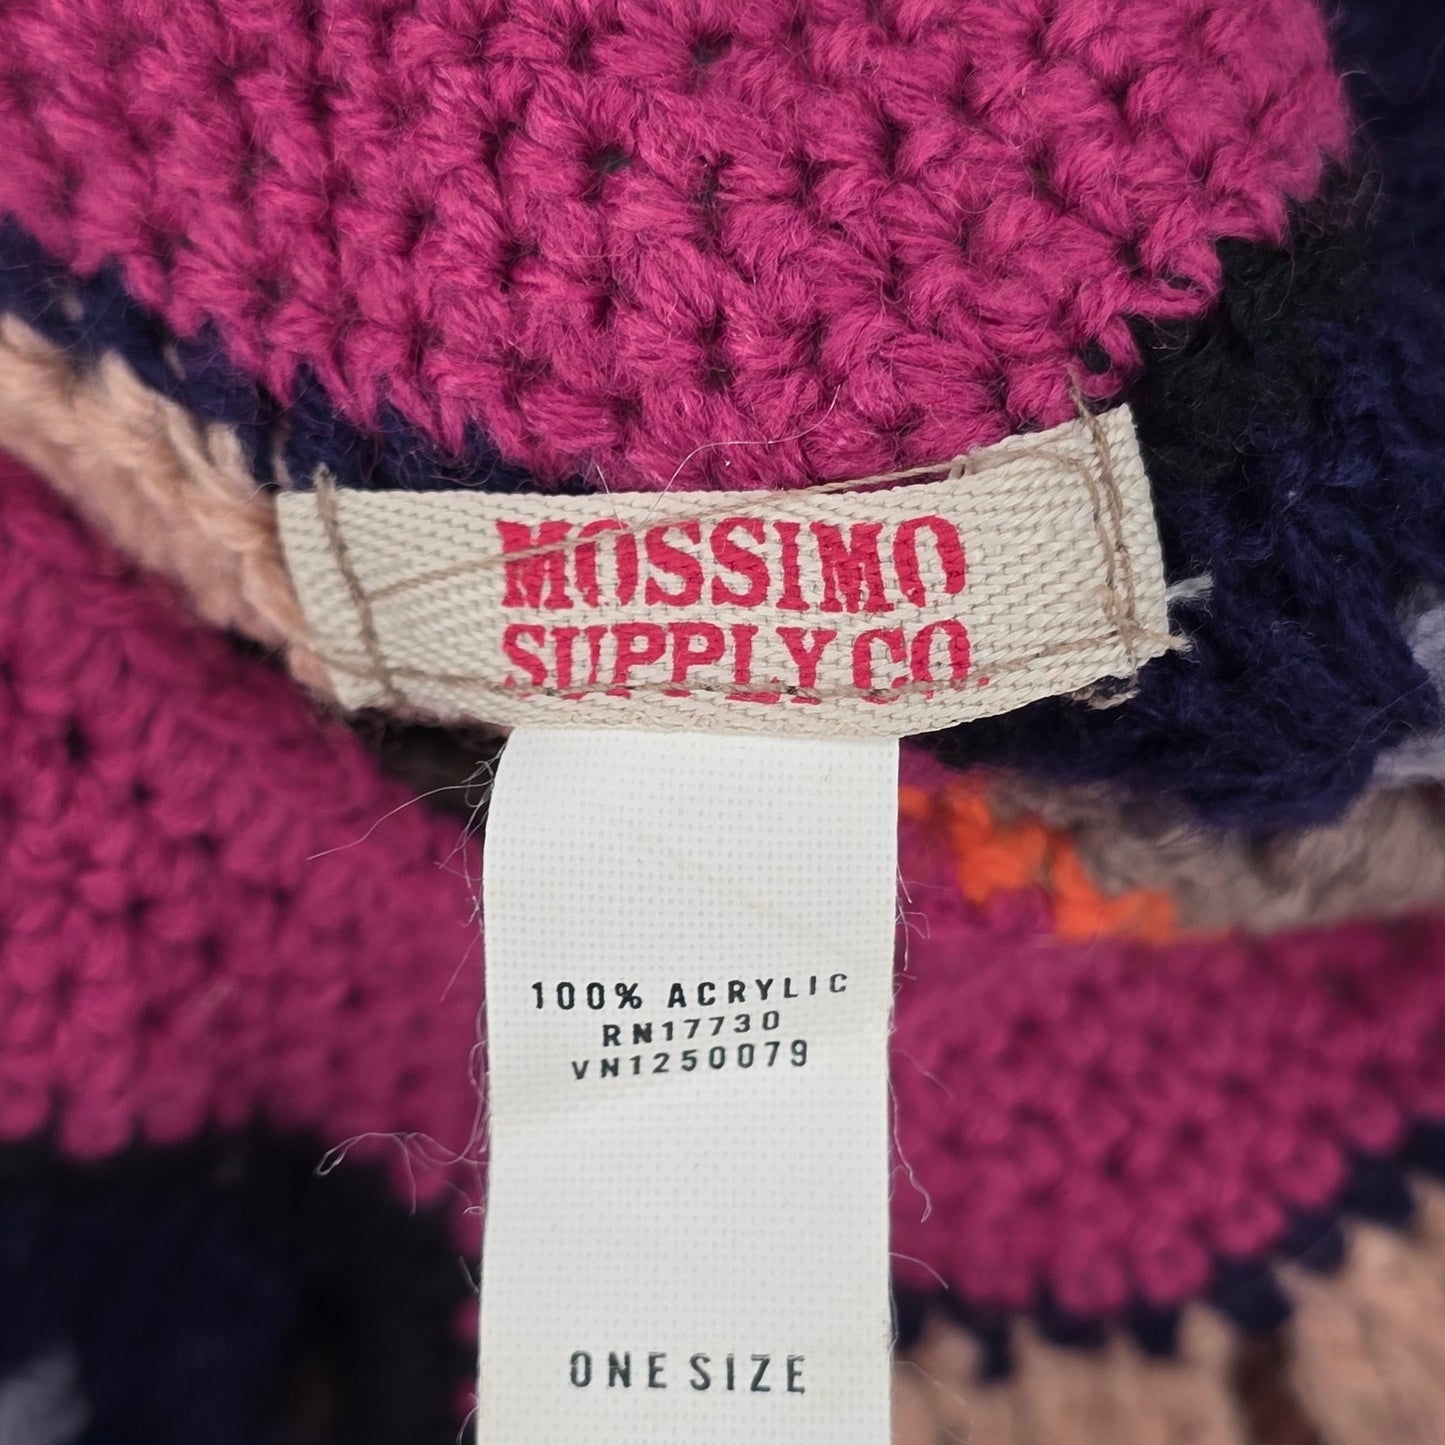 MOSSIMO
SUPPLY CO.
100% ACRYLIC
RN17730
VN1250079
ONE SIZE